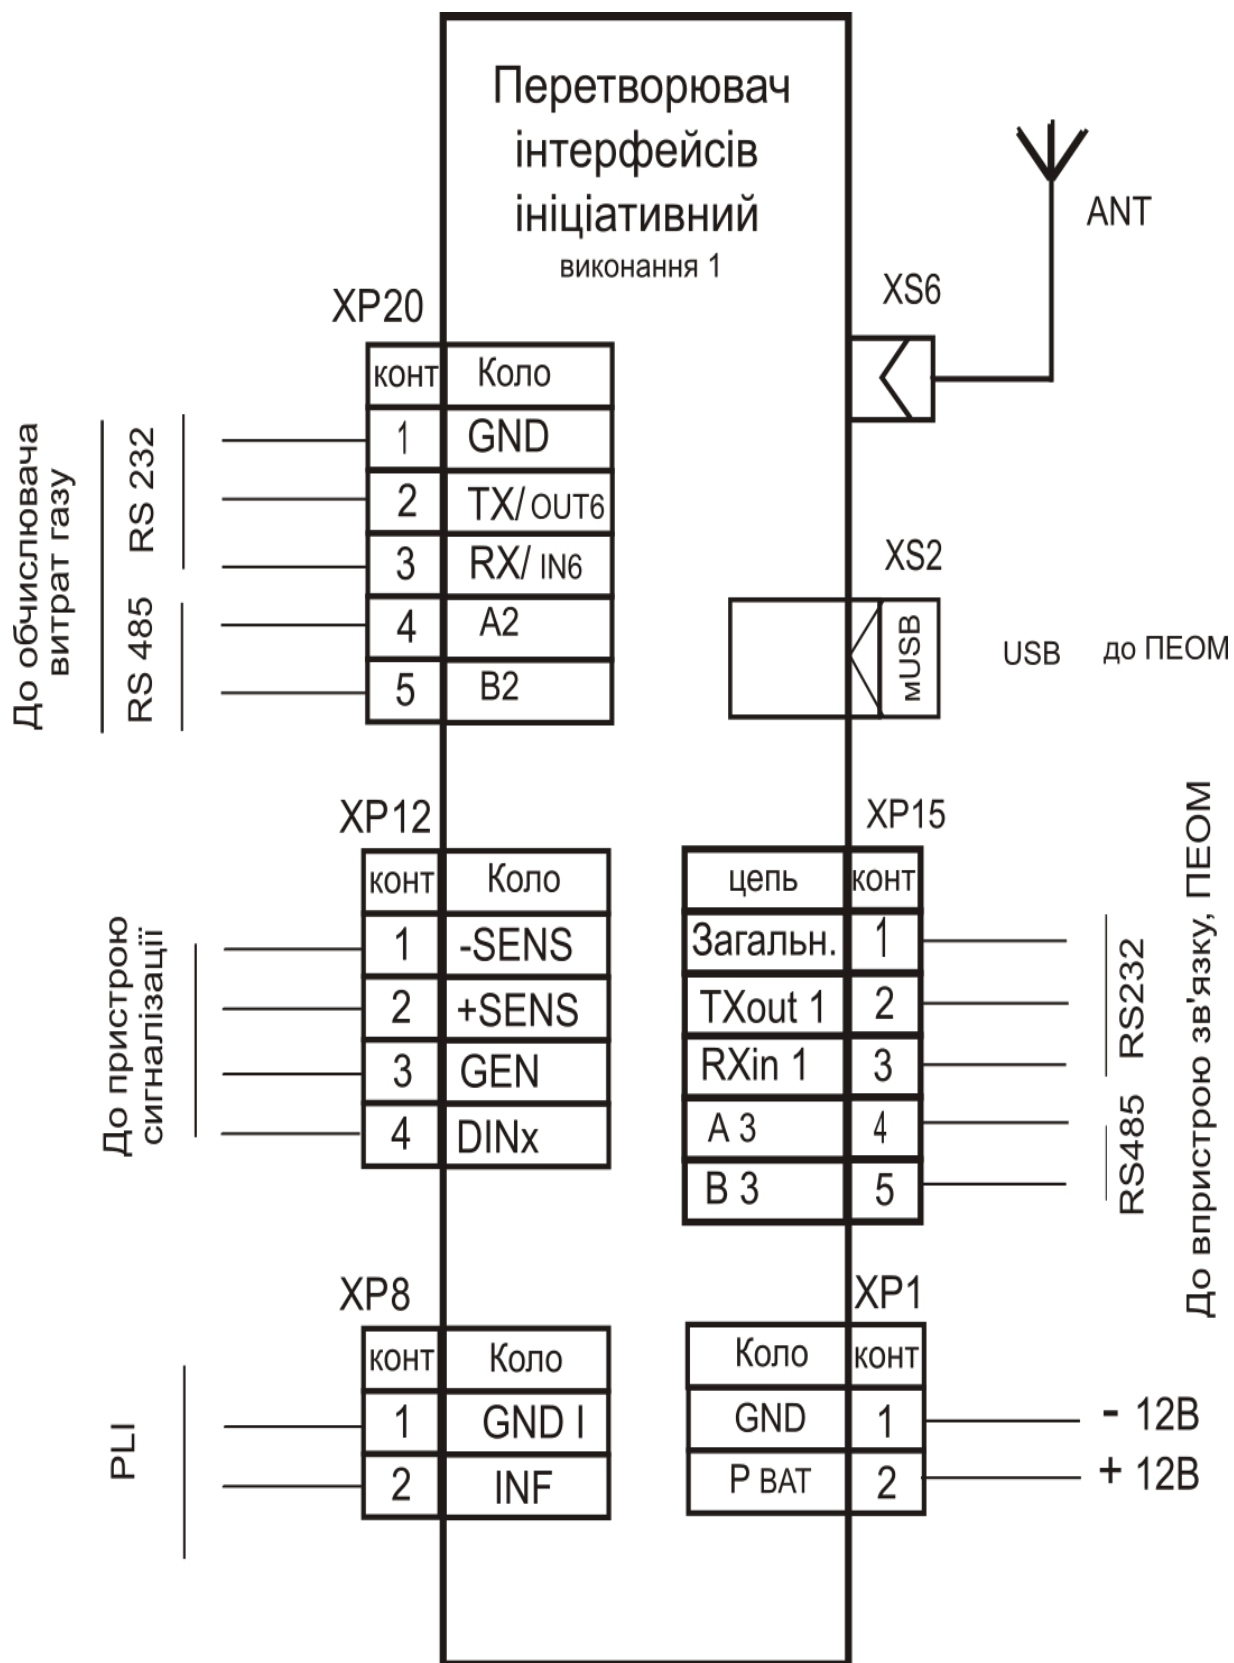 Перетворювач
інтерфейсів
ініціативний
виконання 1
ANT
XS6
XP20
конт Коло
1 GND
2 TX/ OUT6
3 RX/ IN6
4 A2
5 B2
RS 232
RS 485
До обчислювача
витрат газу
XS2
мUSB
USB до ПЕОМ
XP12
конт Коло
1 -SENS
2 +SENS
3 GEN
4 DINx
До пристрою
сигналізації
XP15
цепь конт
Загальн. 1
TXout 1 2
RXin 1 3
A 3 4
B 3 5
RS232
RS485
До впристрою зв'язку, ПЕОМ
XP8
конт Коло
1 GND I
2 INF
PLI
XP1
Коло конт
GND 1 - 12В
P BAT 2 + 12В